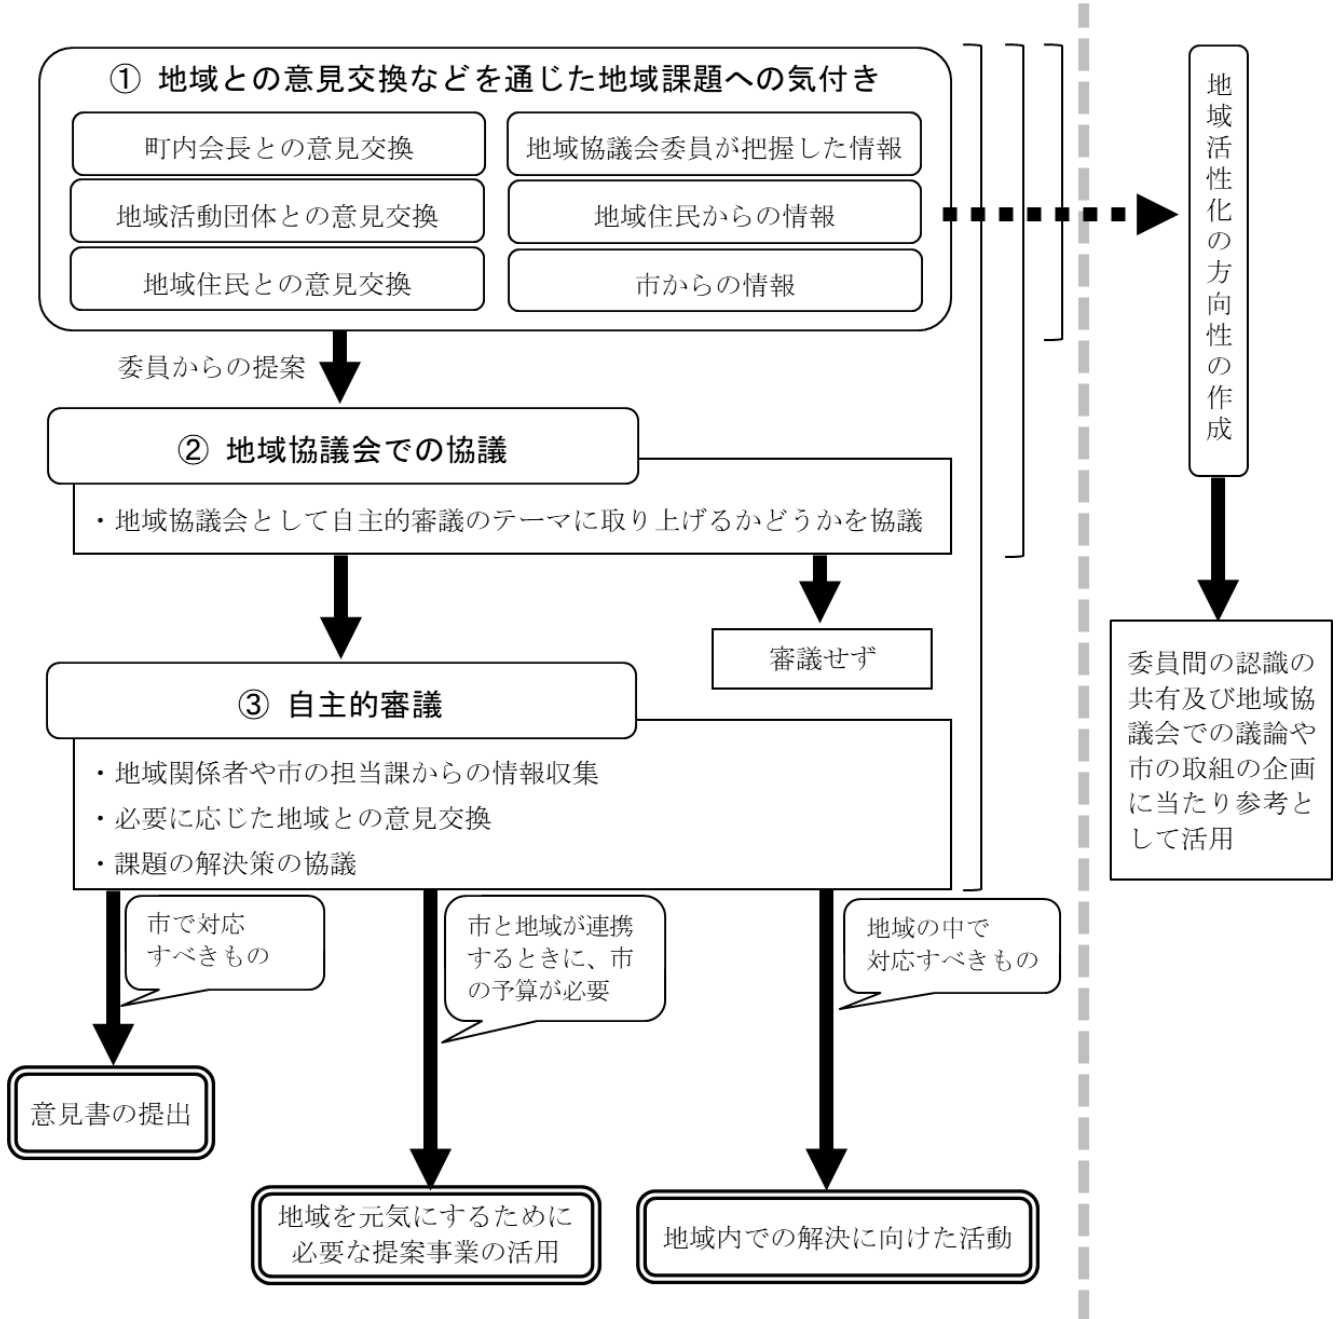 ① 地域との意見交換などを通じた地域課題への気付き
町内会長との意見交換
地域協議会委員が把握した情報
地域活動団体との意見交換
地域住民からの情報
地域住民との意見交換
市からの情報
委員からの提案
② 地域協議会での協議
・地域協議会として自主的審議のテーマに取り上げるかどうかを協議
審議せず
③ 自主的審議
・地域関係者や市の担当課からの情報収集
・必要に応じた地域との意見交換
・課題の解決策の協議
市で対応
すべきもの
市と地域が連携
するときに、市
の予算が必要
地域の中で
対応すべきもの
意見書の提出
地域を元気にするために
必要な提案事業の活用
地域内での解決に向けた活動
地域活性化の方向性の作成
委員間の認識の
共有及び地域協
議会での議論や
市の取組の企画
に当たり参考と
して活用